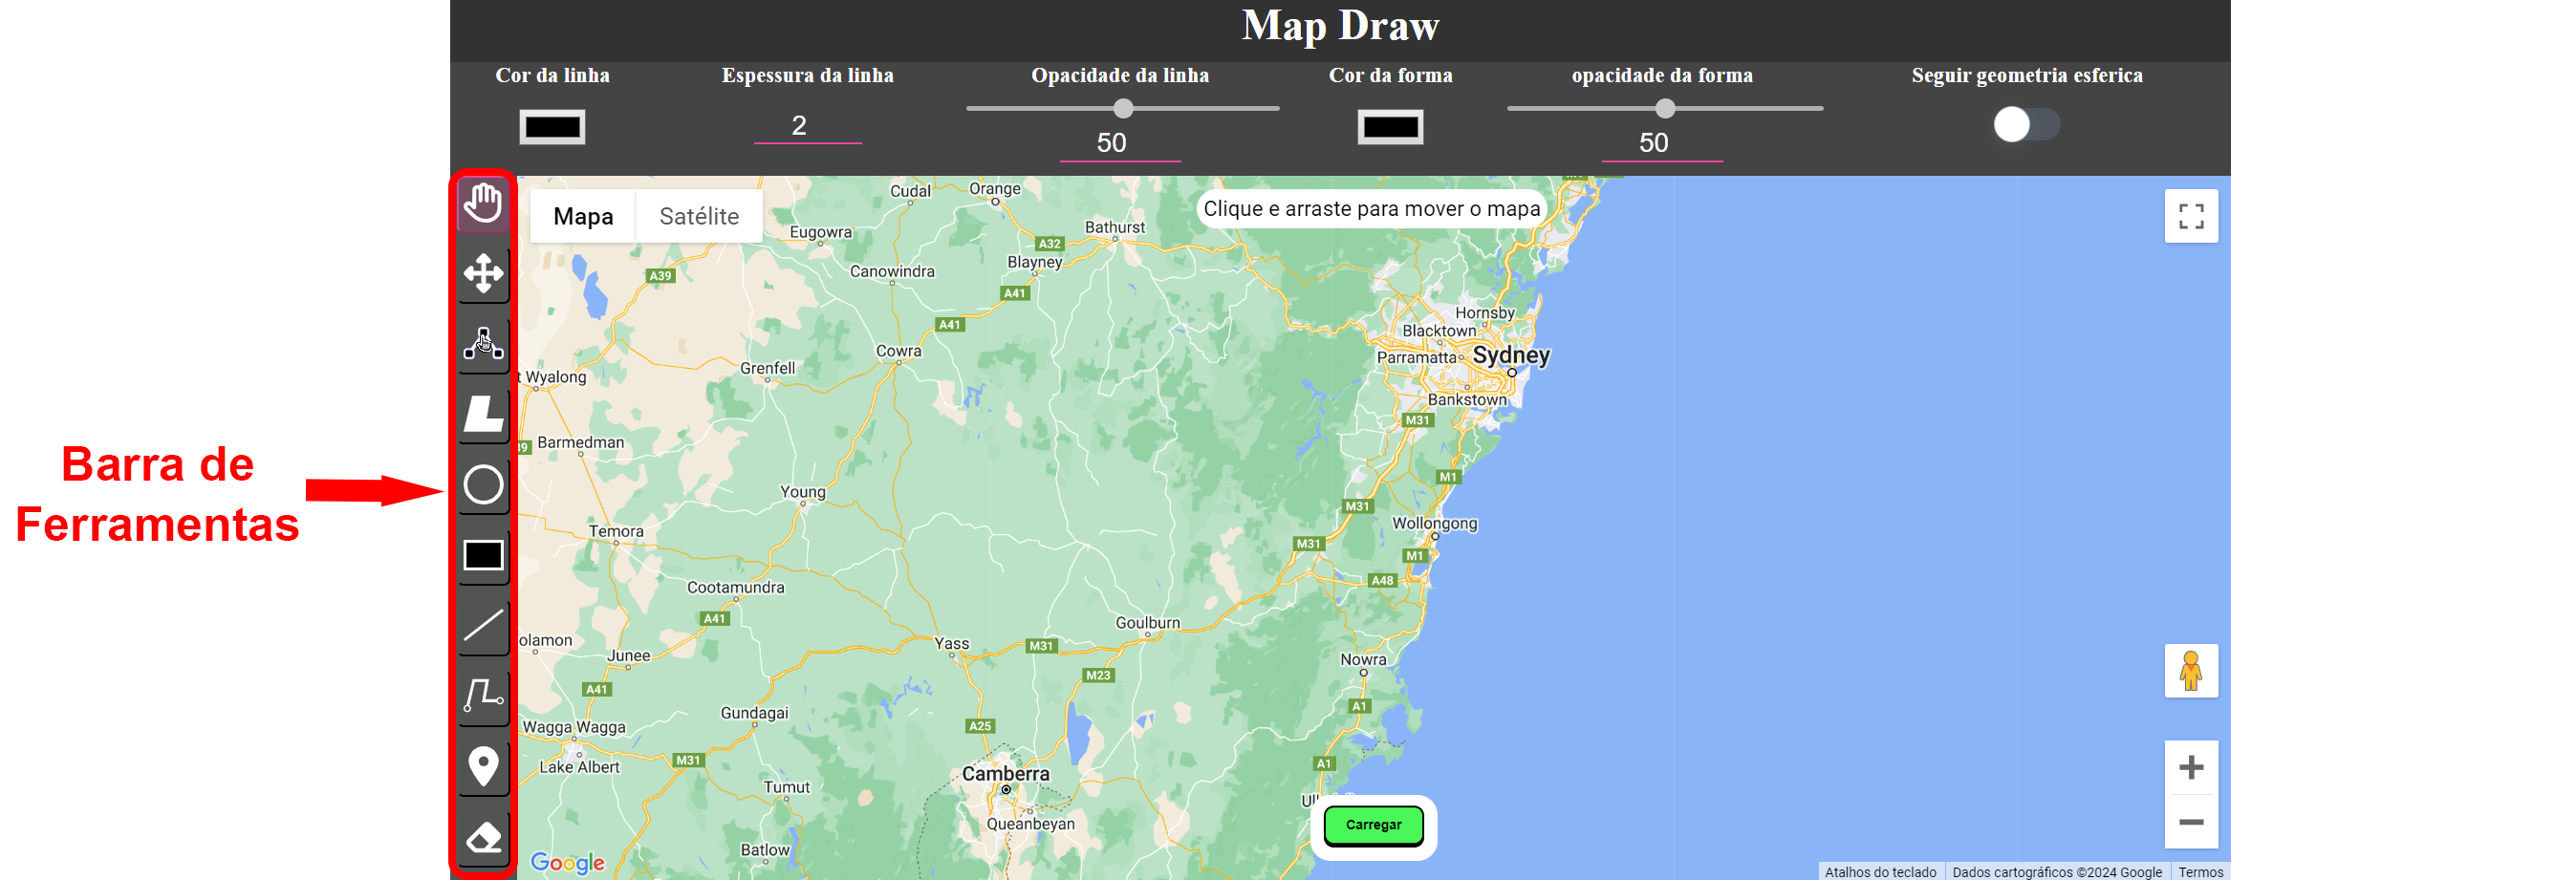 Map Draw
Cor da linha
Espessura da linha
Opacidade da linha
Cor da forma
opacidade da forma
Seguir geometria esferica
2
50
50
Mapa
Satélite
Clique e arraste para mover o mapa
Cudal
Orange
Eugowra
Bathurst
A32
Blayney
Canowindra
A39
A41
Hornsby
A41
Blacktown
Cowra
Parramatta
Sydney
Grenfell
t Wyalong
Bankstown
M31
Barmedman
39
Barra de
Ferramentas
M1
Young
M31
Wollongong
Temora
M31
M1
A48
Cootamundra
A41
Goulburn
olamon
Yass
M31
Junee
Nowra
M23
A41
A1
Gundagai
A25
Wagga Wagga
M31
A1
Lake Albert
Camberra
Tumut
Ul
Queanbeyan
Carregar
Batlow
Google
Atalhos do teclado
Dados cartográficos ©2024 Google
Termos